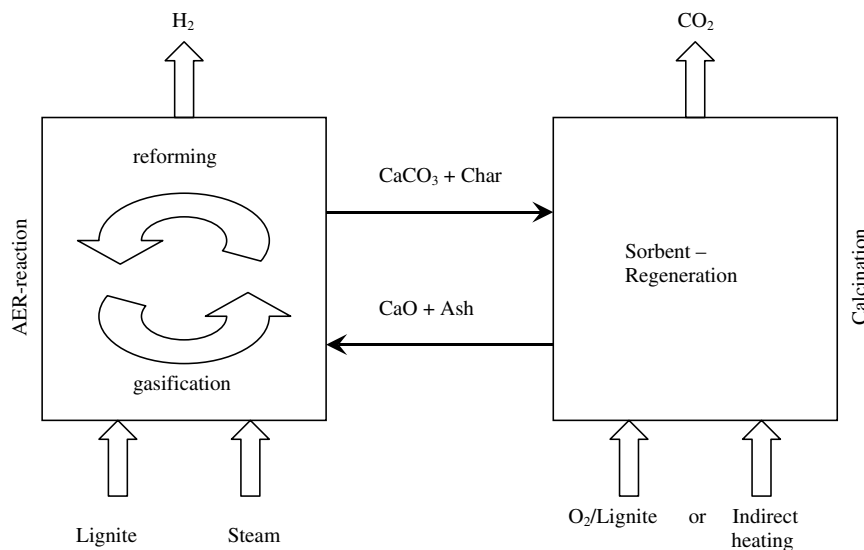 H₂
CO₂
reforming
CaCO₃ + Char
AER-reaction
Sorbent –
Regeneration
Calcination
CaO + Ash
gasification
O₂/Lignite or Indirect
heating
Lignite
Steam